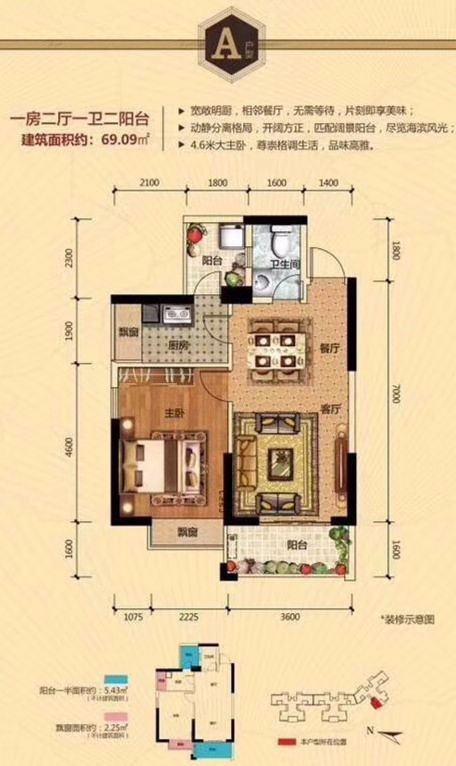 A户型
一房二厅一卫二阳台
建筑面积约：69.09㎡
▶ 宽敞明厨，相邻餐厅，无需等待，片刻即享美味；
▶ 动静分离格局，开阔方正，匹配阔景阳台，尽览海滨风光；
▶ 4.6米大主卧，尊崇格调生活，品味高雅。
2100 1800 1600 1400
2300
1900
4600
1600
1800
7000
1600
阳台
卫生间
飘窗
厨房
餐厅
主卧
客厅
飘窗
阳台
1075 2225 3600
*装修示意图
阳台一半面积约：5.43㎡
（不计建筑面积）
飘窗面积约：2.25㎡
（不计建筑面积）
本户型所在位置
N